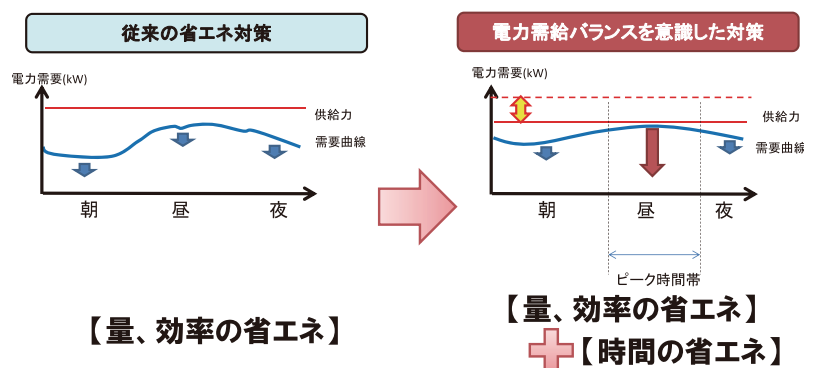 従来の省エネ対策
電力需要(kW)
供給力
需要曲線
朝
昼
夜
【量、効率の省エネ】
電力需給バランスを意識した対策
電力需要(kW)
供給力
需要曲線
朝
昼
夜
ピーク時間帯
【量、効率の省エネ】
【時間の省エネ】